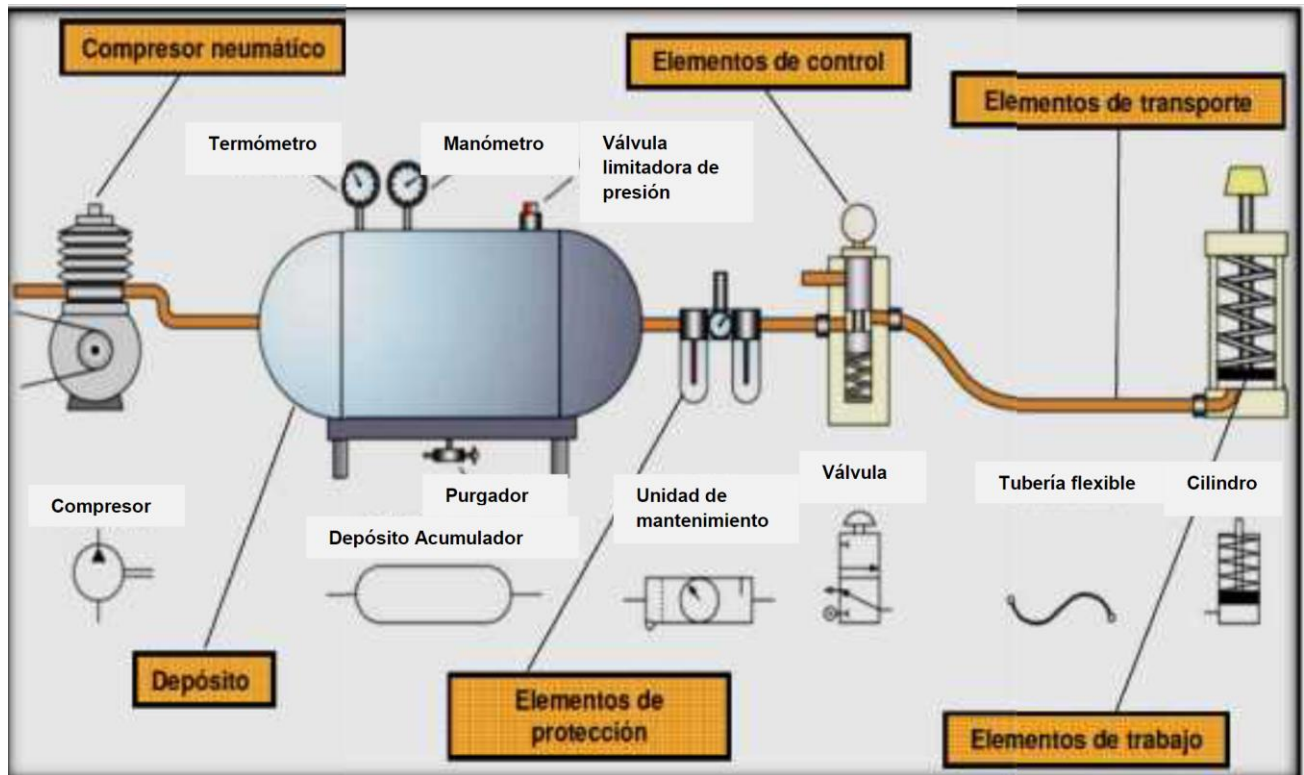 Compresor neumático
Elementos de control
Elementos de transporte
Termómetro
Manómetro
Válvula
limitadora de
presión
Compresor
Purgador
Depósito Acumulador
Unidad de
mantenimiento
Válvula
Tubería flexible
Cilindro
Depósito
Elementos de
protección
Elementos de trabajo